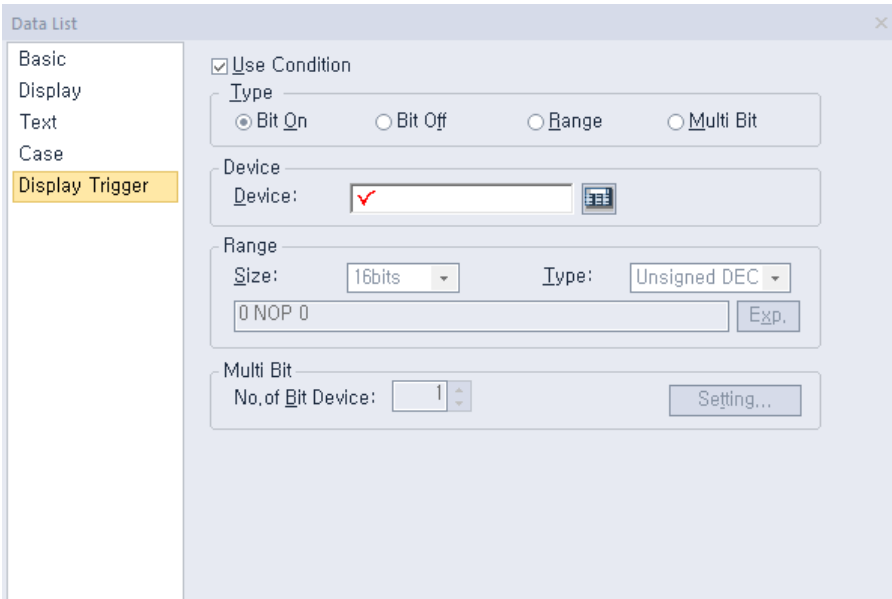 Data List
Basic
Display
Text
Case
Display Trigger
Use Condition
Type
Bit On
Bit Off
Range
Multi Bit
Device
Device:
Range
Size:
16bits
Type:
Unsigned DEC
0 NOP 0
Exp.
Multi Bit
No.of Bit Device:
1
Setting...